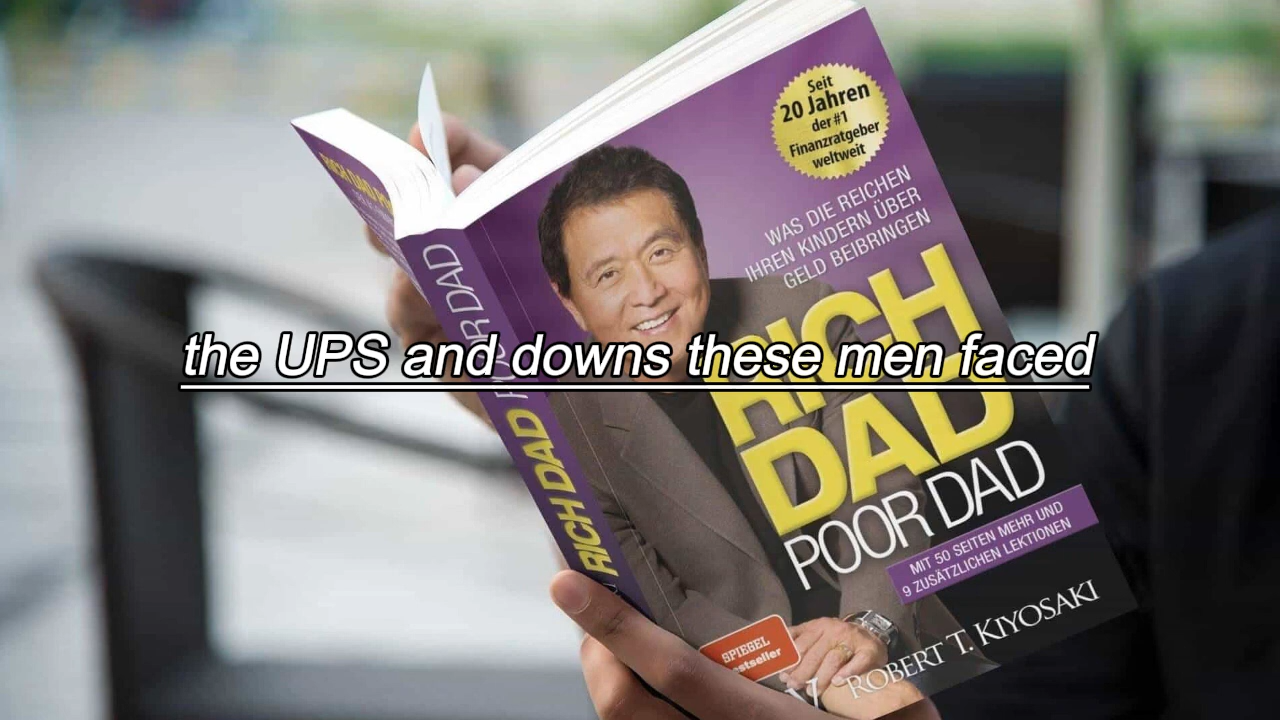 Seit
20 Jahren
der #1
Finanzratgeber
weltweit
WAS DIE REICHEN
IHREN KINDERN ÜBER
GELD BEIBRINGEN
RICH
DAD
POOR DAD
MIT 50 SEITEN MEHR UND
9 ZUSÄTZLICHEN LEKTIONEN
ROBERT T. KIYOSAKI
SPIEGEL
Bestseller
RICH DAD POOR DAD
the UPS and downs these men faced